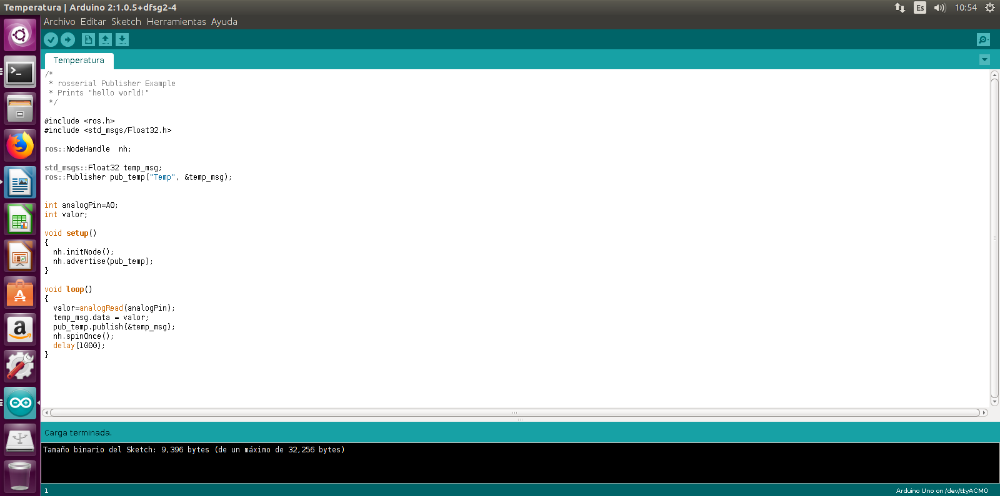 Temperatura | Arduino 2:1.0.5+dfsg2-4
Es
10:54
Archivo Editar Sketch Herramientas Ayuda
Temperatura
/*
 * rosserial Publisher Example
 * Prints "hello world!"
 */
#include <ros.h>
#include <std_msgs/Float32.h>
ros::NodeHandle  nh;
std_msgs::Float32 temp_msg;
ros::Publisher pub_temp("Temp", &temp_msg);
int analogPin=A0;
int valor;
void setup()
{
  nh.initNode();
  nh.advertise(pub_temp);
}
void loop()
{
  valor=analogRead(analogPin);
  temp_msg.data = valor;
  pub_temp.publish(&temp_msg);
  nh.spinOnce();
  delay(1000);
}
Carga terminada.
Tamaño binario del Sketch: 9,396 bytes (de un máximo de 32,256 bytes)
1
Arduino Uno on /dev/ttyACM0